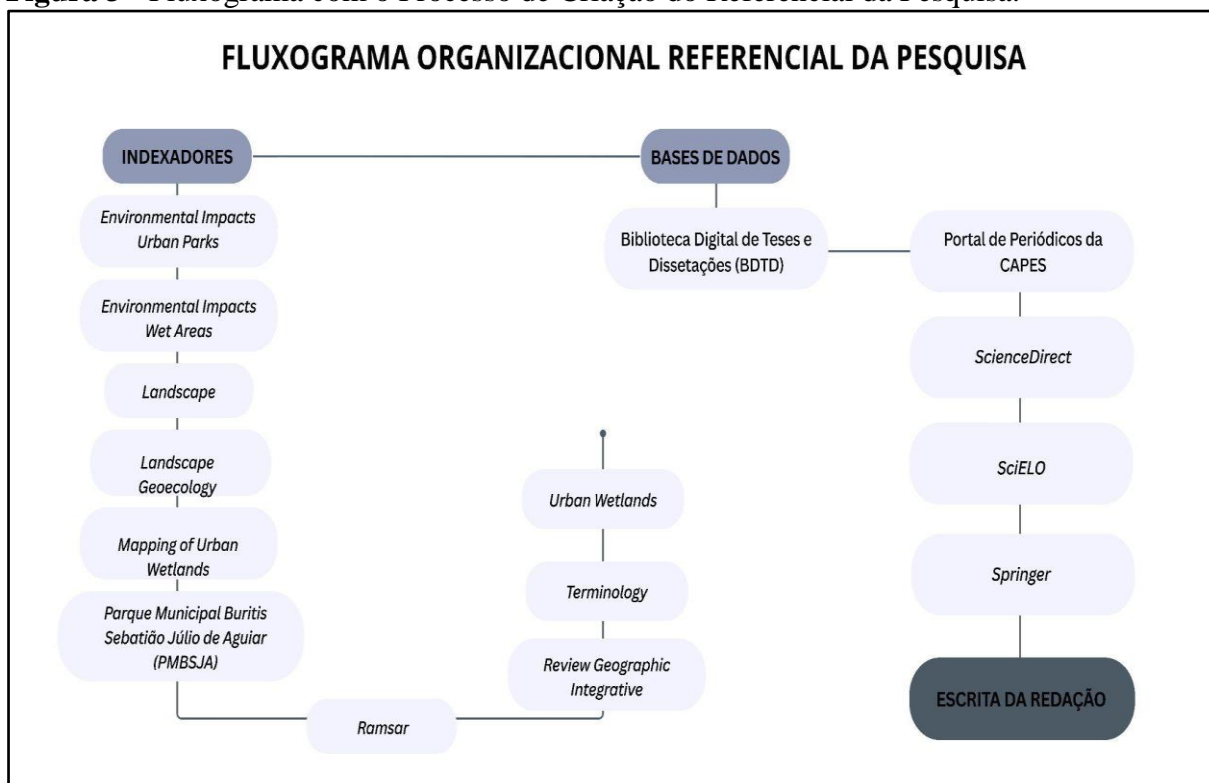 Figura 3 - Fluxograma com o Processo de Criação do Referencial da Pesquisa.
FLUXOGRAMA ORGANIZACIONAL REFERENCIAL DA PESQUISA
INDEXADORES
Environmental Impacts
Urban Parks
Environmental Impacts
Wet Areas
Landscape
Landscape
Geoecology
Mapping of Urban
Wetlands
Parque Municipal Buritis
Sebatião Júlio de Aguiar
(PMBSJA)
Ramsar
Review Geographic
Integrative
Terminology
Urban Wetlands
BASES DE DADOS
Biblioteca Digital de Teses e
Dissetações (BDTD)
Portal de Periódicos da
CAPES
ScienceDirect
SciELO
Springer
ESCRITA DA REDAÇÃO